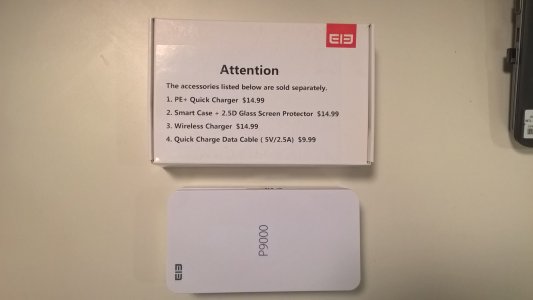 Attention
The accessories listed below are sold separately.
1. PE+ Quick Charger $14.99
2. Smart Case + 2.5D Glass Screen Protector $14.99
3. Wireless Charger $14.99
4. Quick Charge Data Cable ( 5V/2.5A) $9.99
P9000